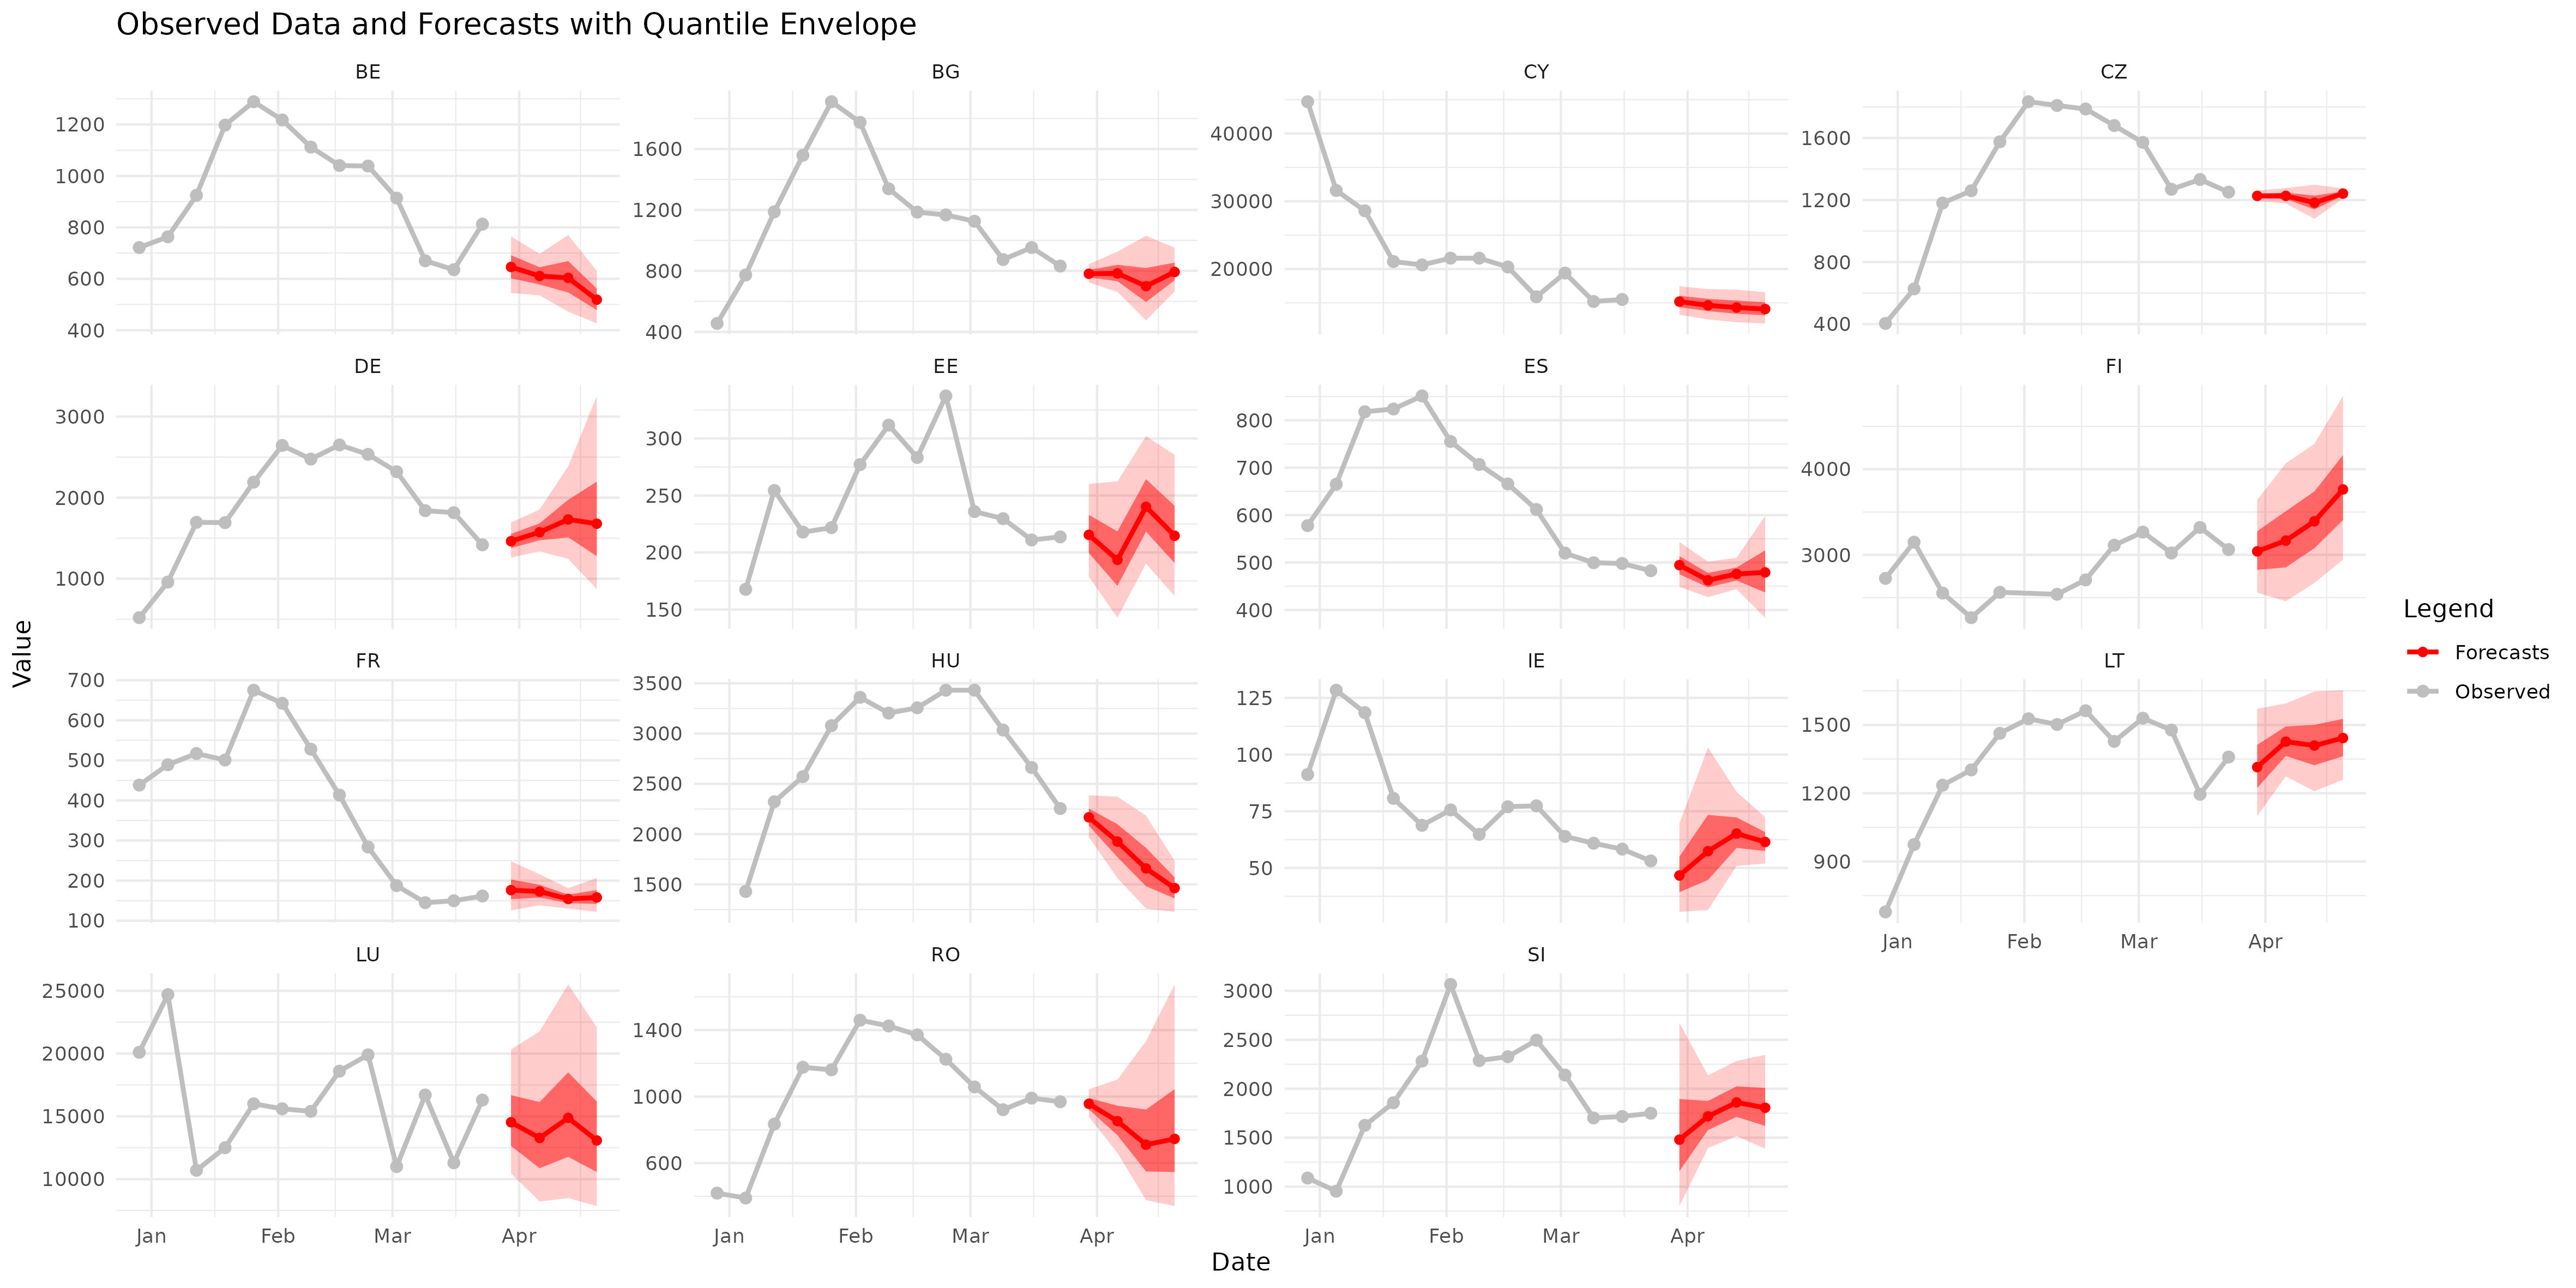 Observed Data and Forecasts with Quantile Envelope
BE
BG
CY
CZ
1200
1000
800
600
400
1600
1200
800
400
40000
30000
20000
1600
1200
800
400
DE
EE
ES
FI
3000
2000
1000
300
250
200
150
800
700
600
500
400
4000
3000
FR
HU
IE
LT
700
600
500
400
300
200
100
3500
3000
2500
2000
1500
125
100
75
50
1500
1200
900
Jan Feb Mar Apr
LU
RO
SI
25000
20000
15000
10000
1400
1000
600
3000
2500
2000
1500
1000
Jan Feb Mar Apr
Jan Feb Mar Apr
Jan Feb Mar Apr
Value
Date
Legend
Forecasts
Observed